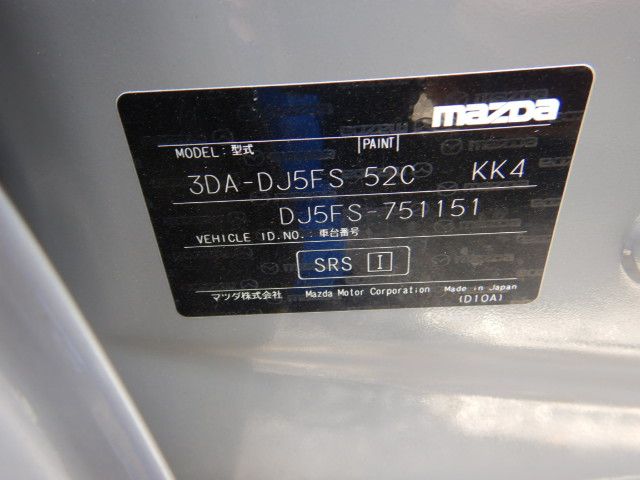 mazda
MODEL: 型式 PAINT
3DA-DJ5FS 52C KK4
DJ5FS-751151
VEHICLE ID.NO.: 車台番号
SRS I
マツダ株式会社 Mazda Motor Corporation Made in Japan
(D10A)